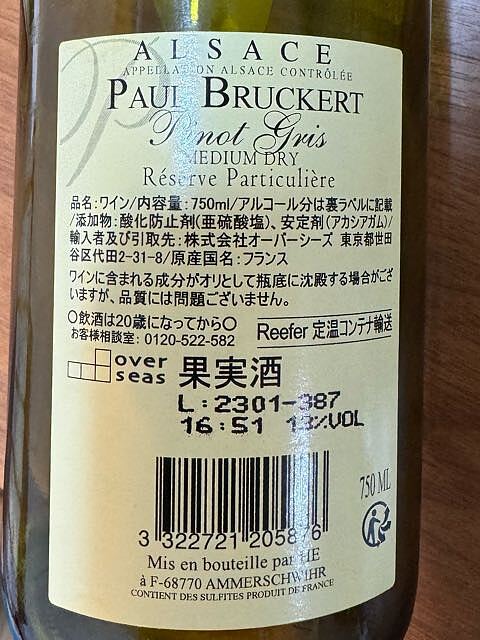 ALSACE
APPELLATION ALSACE CONTRÔLÉE
PAUL BRUCKERT
Pinot Gris
MEDIUM DRY
Réserve Particulière
品名:ワイン/内容量:750ml/アルコール分は裏ラベルに記載
/添加物:酸化防止剤(亜硫酸塩)、安定剤(アカシアガム)/
輸入者及び引取先:株式会社オーバーシーズ 東京都世田
谷区代田2-31-8/原産国名:フランス
ワインに含まれる成分がオリとして瓶底に沈殿する場合がござ
いますが、品質には問題ございません。
〇飲酒は20歳になってから〇
お客様相談室: 0120-522-582
Reefer 定温コンテナ輸送
over
seas
果実酒
L:2301-387
16:51 13%VOL
750 ML
3 322721 205876
Mis en bouteille par HE
à F-68770 AMMERSCHWIHR
CONTIENT DES SULFITES PRODUIT DE FRANCE